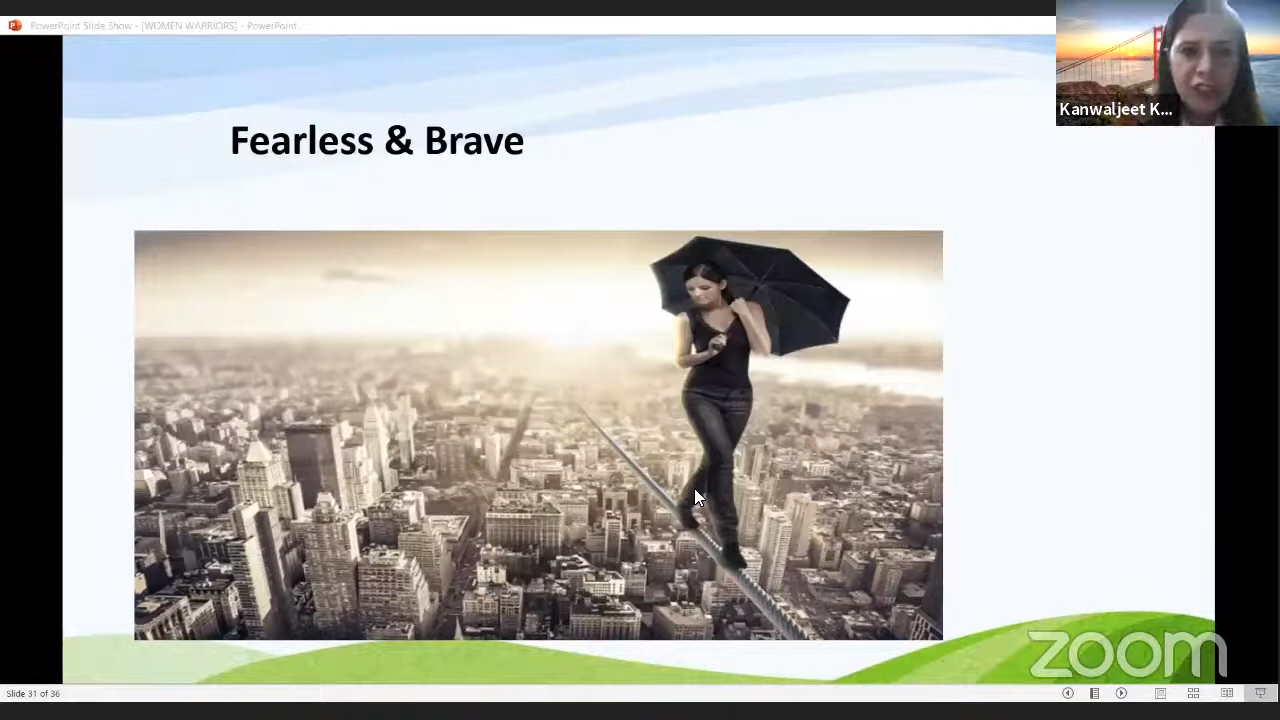 PowerPoint Slide Show - [WOMEN WARRIORS] - PowerPoint
Kanwaljeet K...
Fearless & Brave
zoom
Slide 31 of 36